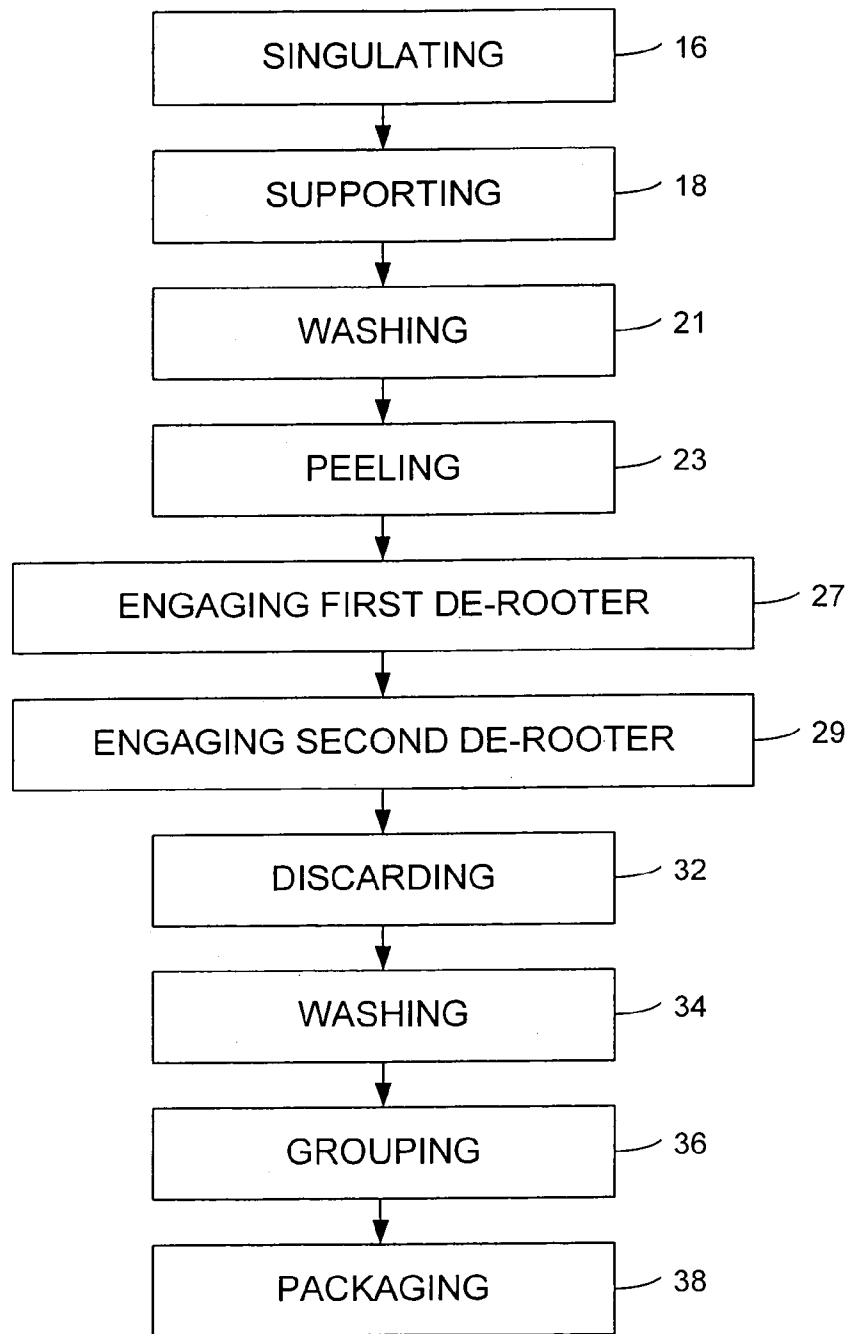 SINGULATING 16
SUPPORTING 18
WASHING 21
PEELING 23
ENGAGING FIRST DE-ROOTER 27
ENGAGING SECOND DE-ROOTER 29
DISCARDING 32
WASHING 34
GROUPING 36
PACKAGING 38